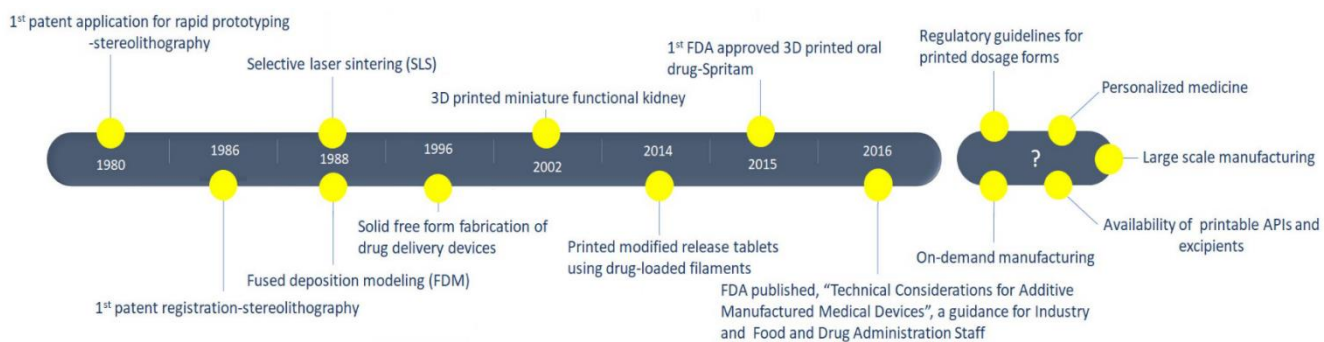 1st patent application for rapid prototyping
-stereolithography
Selective laser sintering (SLS)
3D printed miniature functional kidney
1st FDA approved 3D printed oral
drug-Spritam
Regulatory guidelines for
printed dosage forms
Personalized medicine
1980
1986
1988
1996
2002
2014
2015
2016
?
Large scale manufacturing
1st patent registration-stereolithography
Fused deposition modeling (FDM)
Solid free form fabrication of
drug delivery devices
Printed modified release tablets
using drug-loaded filaments
FDA published, “Technical Considerations for Additive
Manufactured Medical Devices”, a guidance for Industry
and Food and Drug Administration Staff
On-demand manufacturing
Availability of printable APIs and
excipients